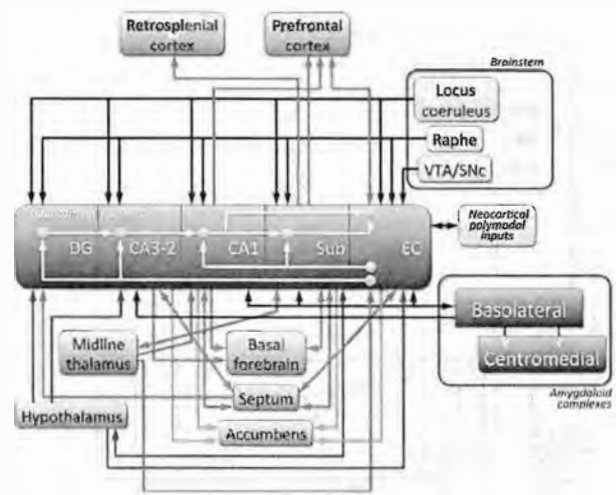 Retrosplenial
cortex
Prefrontal
cortex
Brainstem
Locus
coeruleus
Raphe
VTA/SNc
Neocortical
polymodal
inputs
DG
CA3-2
CA1
Sub
EC
Basolateral
Centromedial
Amygdaloid
complexes
Midline
thalamus
Basal
forebrain
Septum
Hypothalamus
Accumbens